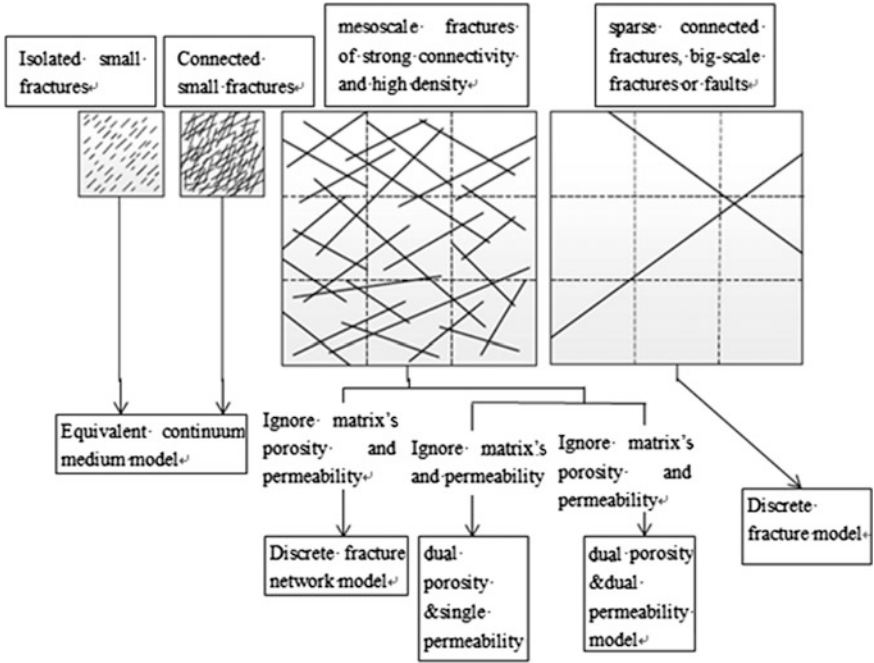 Isolated small
fractures
Connected
small fractures
mesoscale fractures
of strong connectivity
and high density
sparse connected
fractures, big-scale
fractures or faults
Equivalent continuum
medium model
Ignore matrix's
porosity and
permeability
Ignore matrix's
and permeability
Ignore matrix's
porosity and
permeability
Discrete fracture
network model
dual
porosity
&single
permeability
dual porosity
&dual
permeability
model
Discrete
fracture model